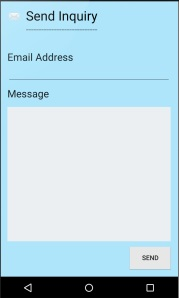 Send Inquiry
Email Address
Message
SEND